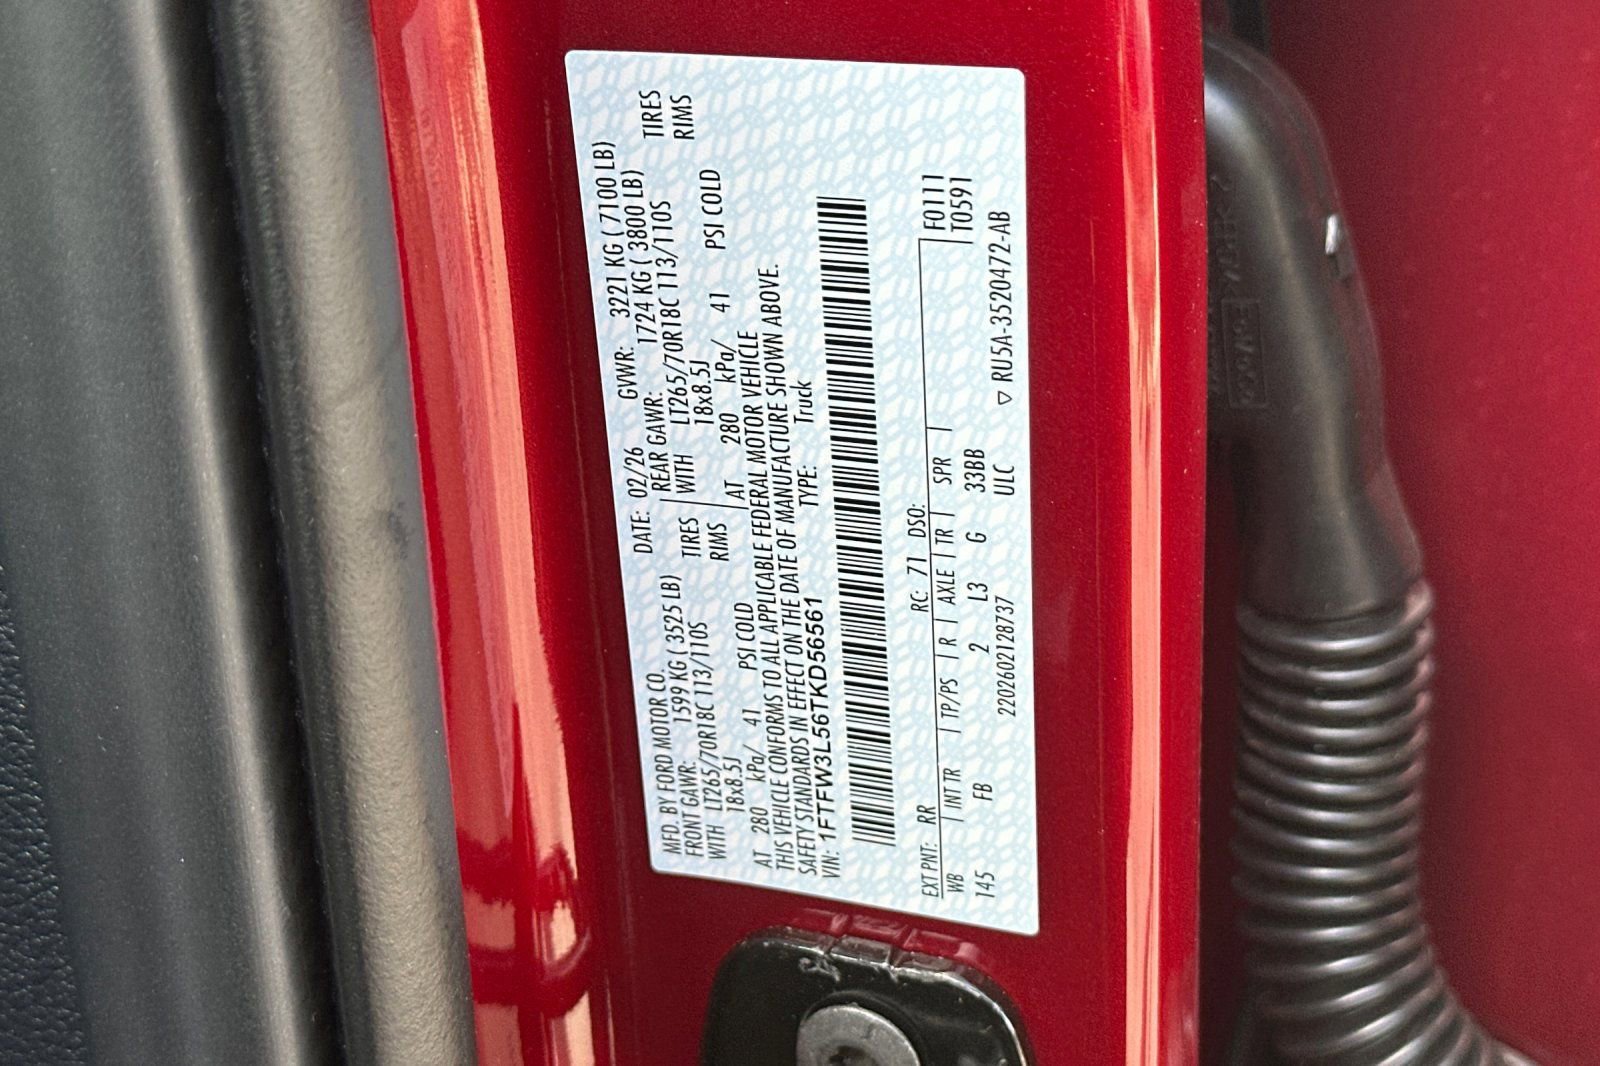 MFD. BY FORD MOTOR CO. DATE: 02/26 GVWR: 3221 KG ( 7100 LB)
FRONT GAWR: 1599 KG ( 3525 LB) REAR GAWR: 1724 KG ( 3800 LB)
WITH LT265/70R18C 113/110S TIRES WITH LT265/70R18C 113/110S TIRES
18x8.5J RIMS 18x8.5J RIMS
AT 280 kPa/ 41 PSI COLD AT 280 kPa/ 41 PSI COLD
THIS VEHICLE CONFORMS TO ALL APPLICABLE FEDERAL MOTOR VEHICLE
SAFETY STANDARDS IN EFFECT ON THE DATE OF MANUFACTURE SHOWN ABOVE.
VIN: 1FTFW3L56TKD56561 TYPE: Truck
EXT PNT: RR RC: 71 DSO: F0111
WB INT TR TP/PS R AXLE TR SPR T0591
145 FB 2 L3 G 33BB
2202602128737 ULC ▽ RU5A-3520472-AB